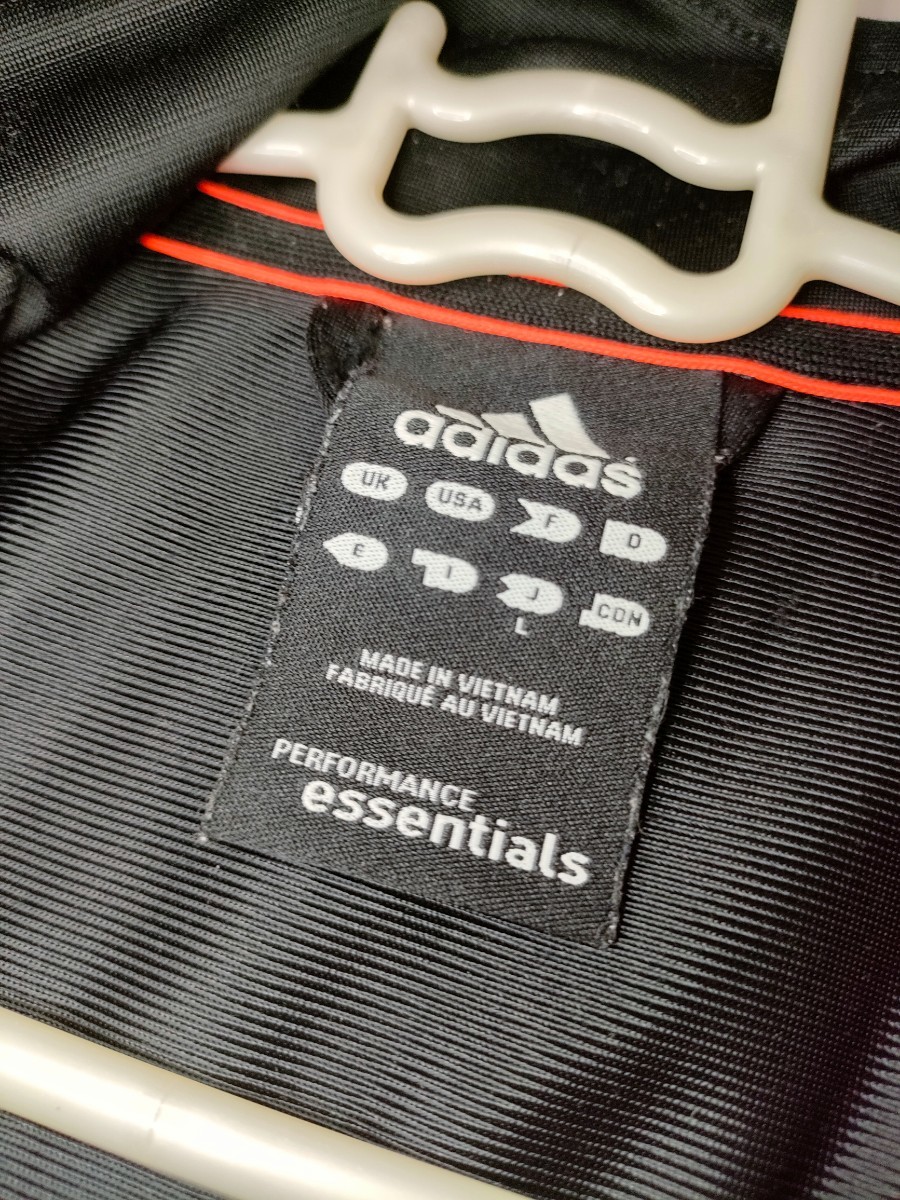 adidas
UK USA F D
E I J CON
L
MADE IN VIETNAM
FABRIQUÉ AU VIETNAM
PERFORMANCE
essentials